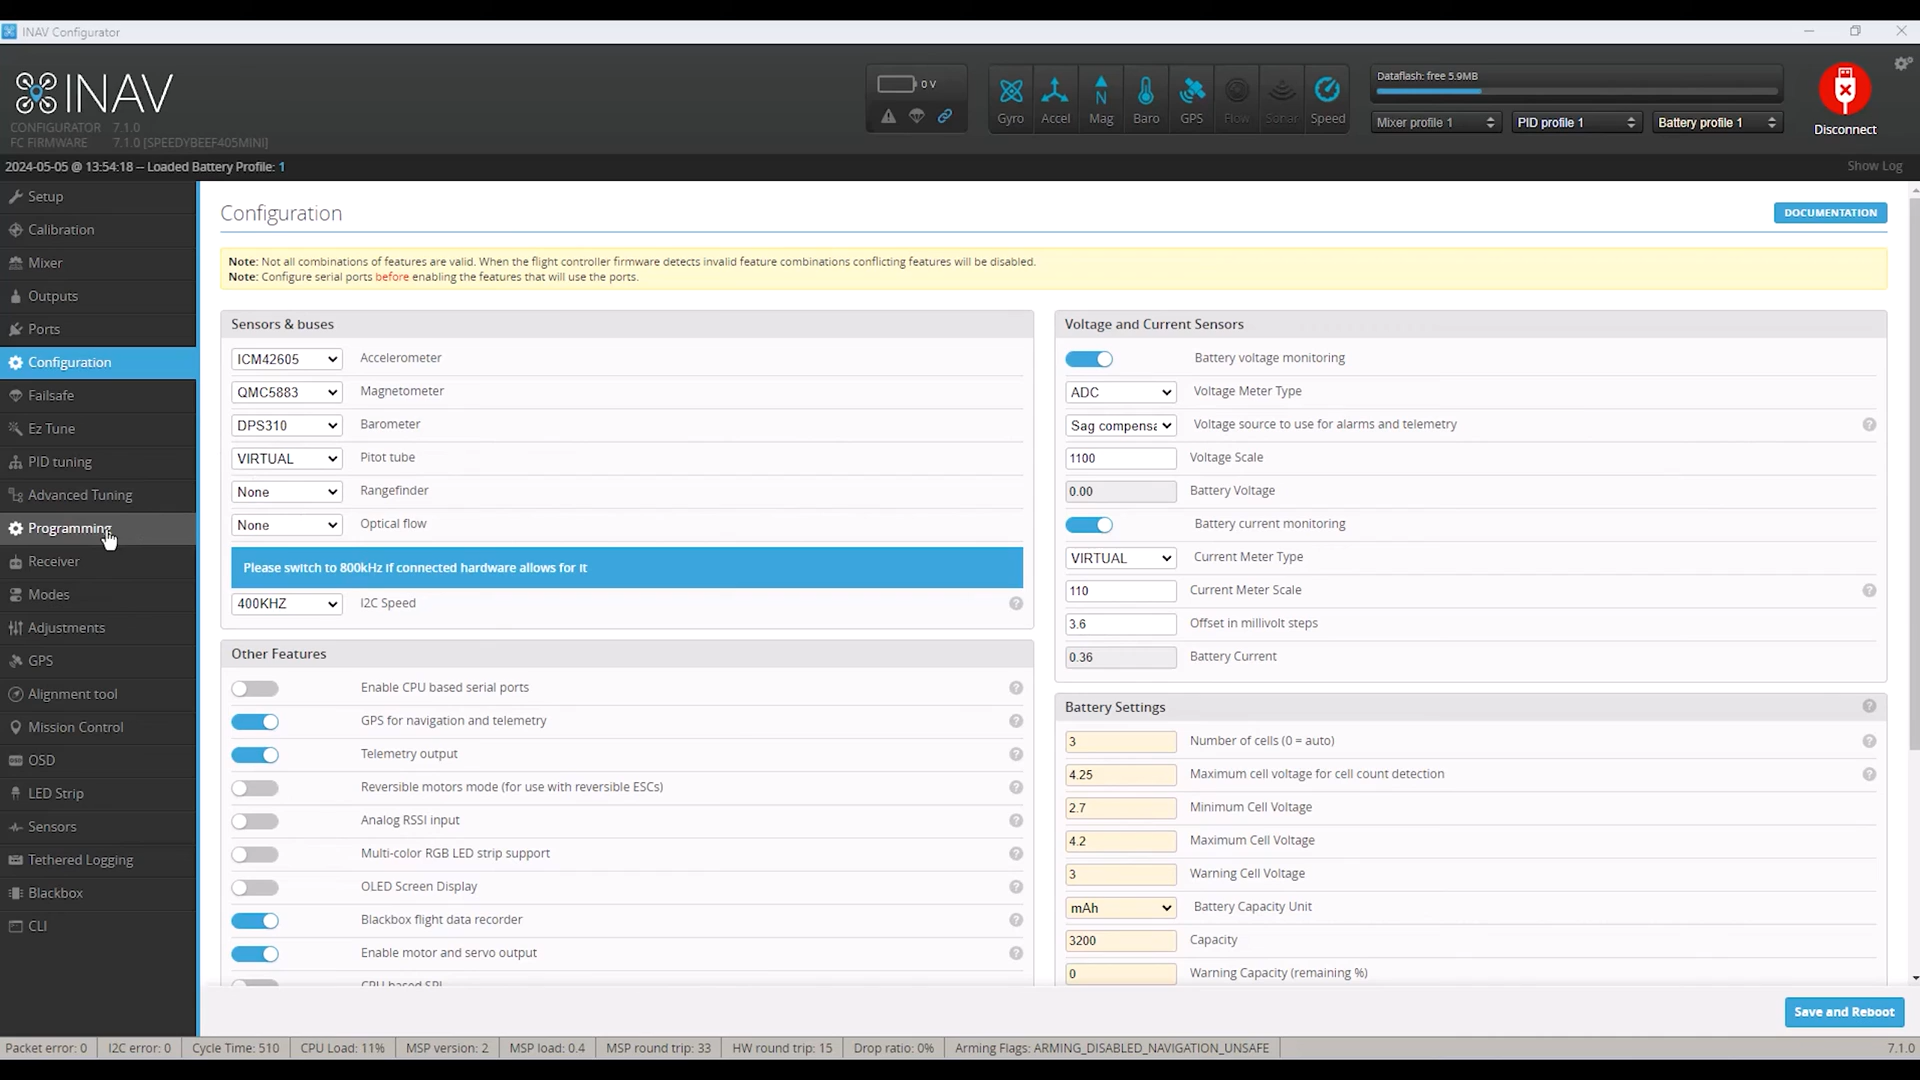 INAV Configurator
INAV
CONFIGURATOR 7.1.0
FC FIRMWARE 7.1.0 [SPEEDYBEEF405MINI]
0 V
Gyro Accel Mag Baro GPS Flow Sonar Speed
Dataflash: free 5.9MB
Mixer profile 1 PID profile 1 Battery profile 1
Disconnect
2024-05-05 @ 13:54:18 -- Loaded Battery Profile: 1
Show Log
Setup
Calibration
Mixer
Outputs
Ports
Configuration
Failsafe
Ez Tune
PID tuning
Advanced Tuning
Programming
Receiver
Modes
Adjustments
GPS
Alignment tool
Mission Control
OSD
LED Strip
Sensors
Tethered Logging
Blackbox
CLI
Configuration
DOCUMENTATION
Note: Not all combinations of features are valid. When the flight controller firmware detects invalid feature combinations conflicting features will be disabled.
Note: Configure serial ports before enabling the features that will use the ports.
Sensors & buses
ICM42605 Accelerometer
QMC5883 Magnetometer
DPS310 Barometer
VIRTUAL Pitot tube
None Rangefinder
None Optical flow
Please switch to 800kHz if connected hardware allows for it
400KHZ I2C Speed ?
Other Features
Enable CPU based serial ports ?
GPS for navigation and telemetry ?
Telemetry output ?
Reversible motors mode (for use with reversible ESCs) ?
Analog RSSI input ?
Multi-color RGB LED strip support ?
OLED Screen Display ?
Blackbox flight data recorder ?
Enable motor and servo output ?
CPU based SPI
Voltage and Current Sensors
Battery voltage monitoring
ADC Voltage Meter Type
Sag compensa Voltage source to use for alarms and telemetry ?
1100 Voltage Scale
0.00 Battery Voltage
Battery current monitoring
VIRTUAL Current Meter Type
110 Current Meter Scale ?
3.6 Offset in millivolt steps
0.36 Battery Current
Battery Settings ?
3 Number of cells (0 = auto) ?
4.25 Maximum cell voltage for cell count detection ?
2.7 Minimum Cell Voltage
4.2 Maximum Cell Voltage
3 Warning Cell Voltage
mAh Battery Capacity Unit
3200 Capacity
0 Warning Capacity (remaining %)
Save and Reboot
Packet error: 0 I2C error: 0 Cycle Time: 510 CPU Load: 11% MSP version: 2 MSP load: 0.4 MSP round trip: 33 HW round trip: 15 Drop ratio: 0% Arming Flags: ARMING_DISABLED_NAVIGATION_UNSAFE 7.1.0